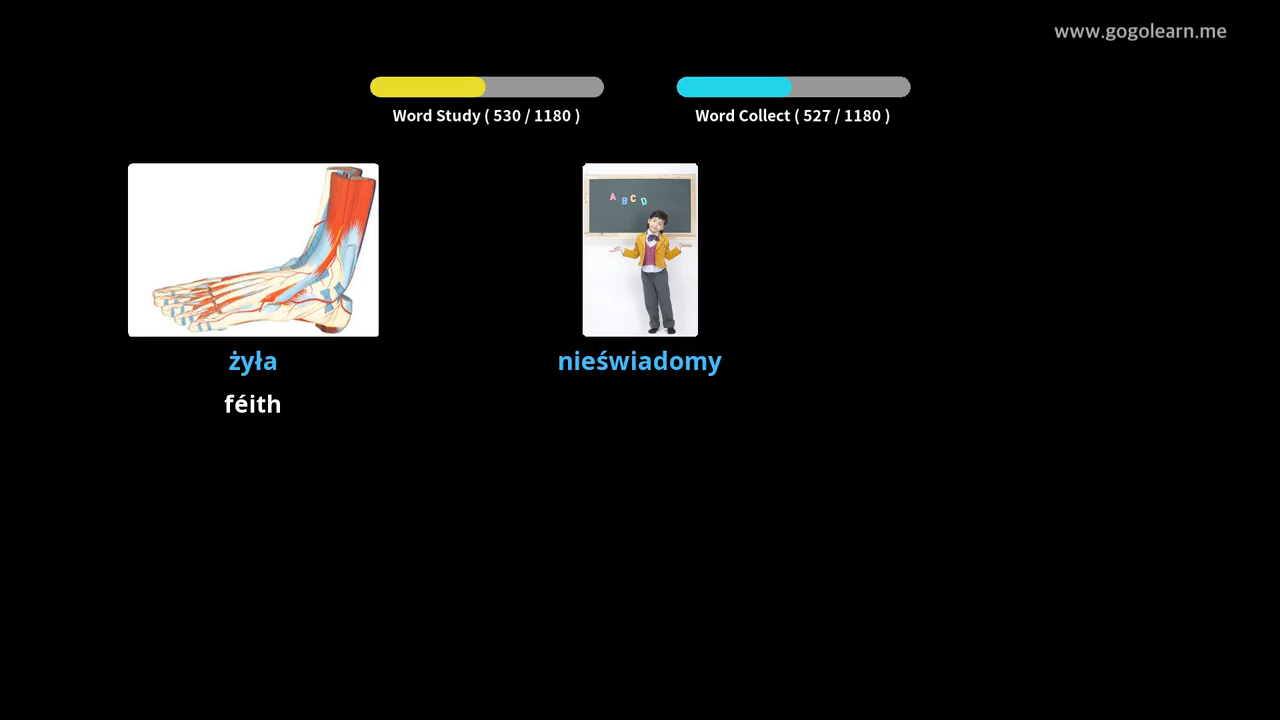 www.gogolearn.me
Word Study ( 530 / 1180 )
Word Collect ( 527 / 1180 )
A B C D
żyła
nieświadomy
féith